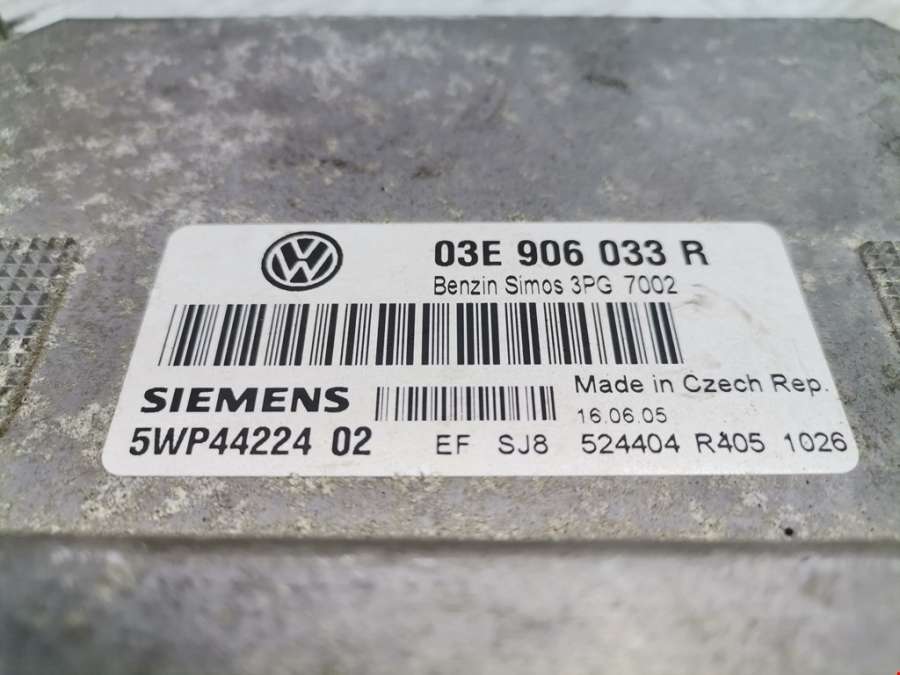 03E 906 033 R
Benzin Simos 3PG 7002
SIEMENS
Made in Czech Rep.
16.06.05
5WP44224 02 EF SJ8 524404 R405 1026